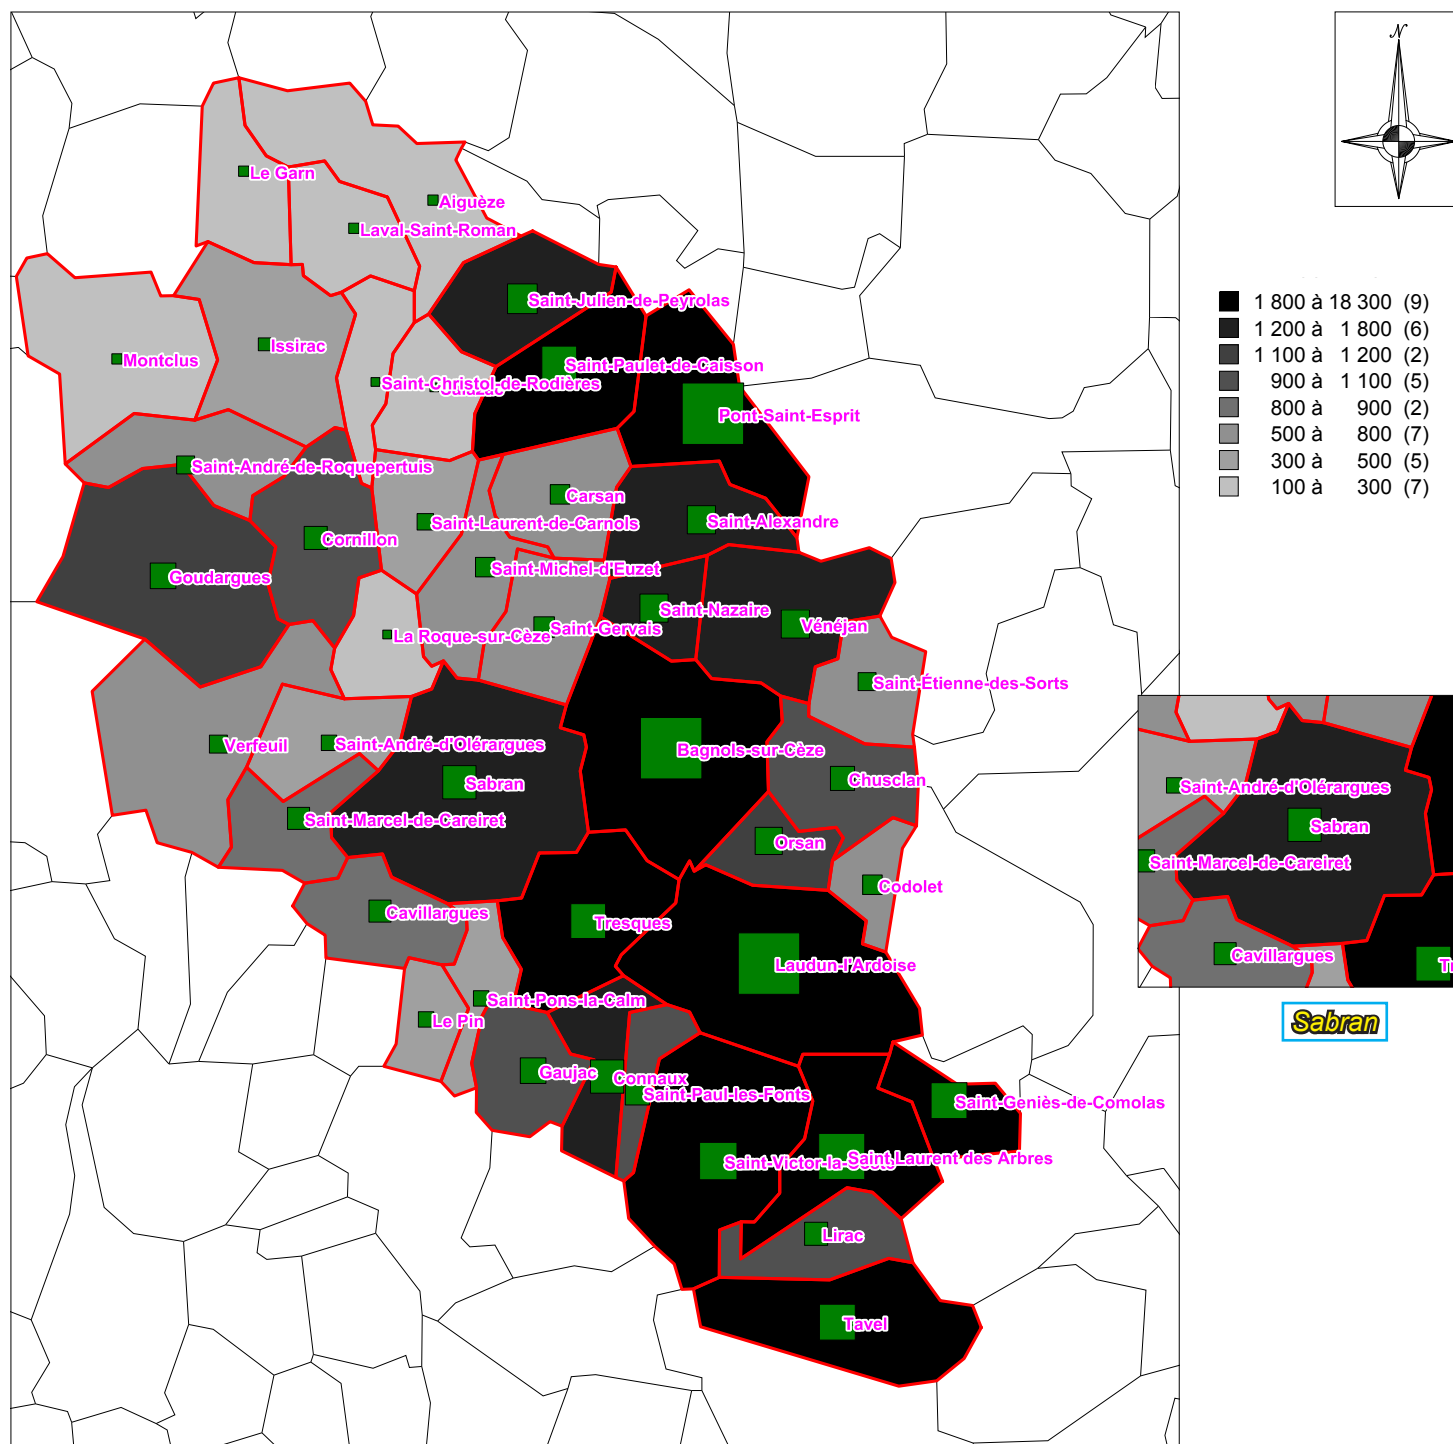 N
Le Garn
Aiguèze
Laval-Saint-Roman
Saint-Julien-de-Peyrolas
Issirac
Montclus
Saint-Paulet-de-Caisson
Saint-Christol-de-Rodières
Salazac
Pont-Saint-Esprit
Saint-André-de-Roquepertuis
Carsan
Saint-Laurent-de-Carnols
Saint-Alexandre
Cornillon
Saint-Michel-d'Euzet
Goudargues
Saint-Nazaire
Vénéjan
La Roque-sur-Cèze
Saint-Gervais
Saint-Étienne-des-Sorts
Verfeuil
Saint-André-d'Olérargues
Bagnols-sur-Cèze
Sabran
Chusclan
Saint-Marcel-de-Careiret
Orsan
Codolet
Cavillargues
Tresques
Laudun-l'Ardoise
Saint-Pons-la-Calm
Le Pin
Gaujac
Connaux
Saint-Paul-les-Fonts
Saint-Geniès-de-Comolas
Saint-Victor-la-Coste
Saint Laurent des Arbres
Lirac
Tavel
1 800 à 18 300 (9)
1 200 à 1 800 (6)
1 100 à 1 200 (2)
900 à 1 100 (5)
800 à 900 (2)
500 à 800 (7)
300 à 500 (5)
100 à 300 (7)
Saint-André-d'Olérargues
Sabran
Saint-Marcel-de-Careiret
Cavillargues
Tr
Sabran